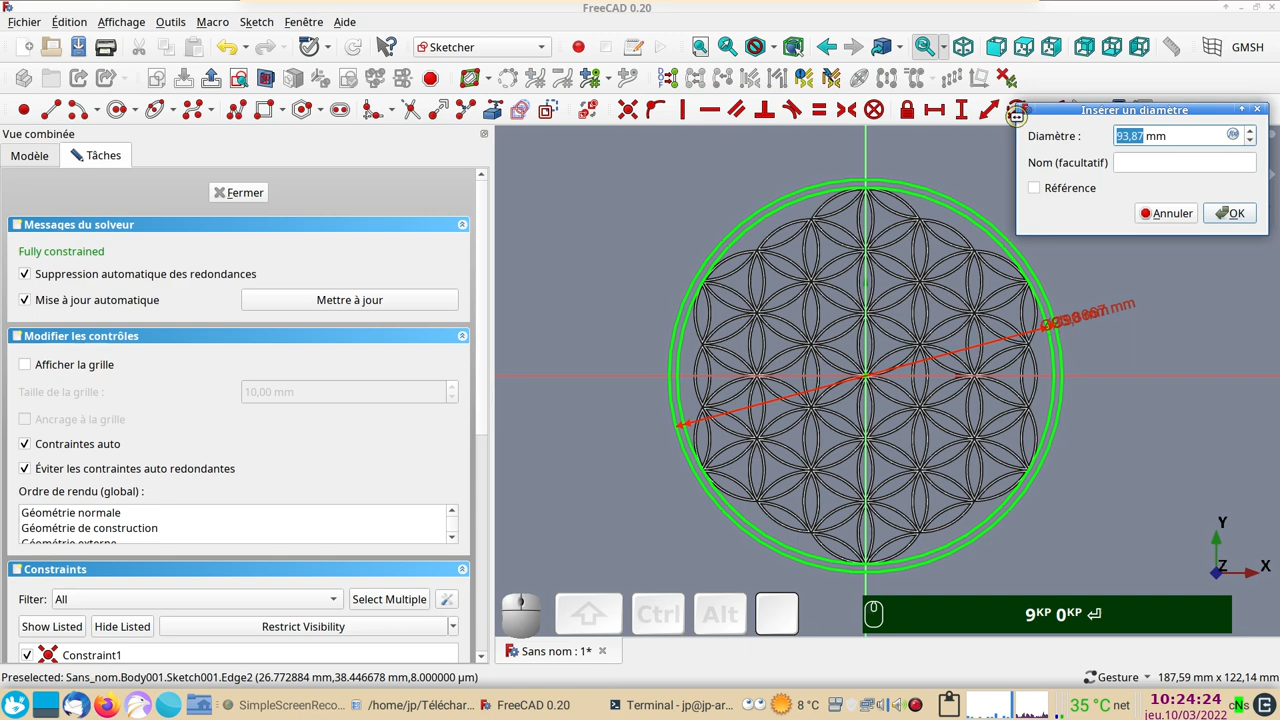 FreeCAD 0.20
Fichier Édition Affichage Outils Macro Sketch Fenêtre Aide
Sketcher
GMSH
Vue combinée
Modèle
Tâches
Fermer
Messages du solveur
Fully constrained
Suppression automatique des redondances
Mise à jour automatique
Mettre à jour
Modifier les contrôles
Afficher la grille
Taille de la grille :
10,00 mm
Ancrage à la grille
Contraintes auto
Éviter les contraintes auto redondantes
Ordre de rendu (global) :
Géométrie normale
Géométrie de construction
Géométrie externe
Constraints
Filter:
All
Select Multiple
Show Listed
Hide Listed
Restrict Visibility
Constraint1
Insérer un diamètre
Diamètre :
93,87 mm
Nom (facultatif)
Référence
Annuler
OK
Y
Z
X
Ctrl
Alt
9ᴷᴾ 0ᴷᴾ ⏎
Sans nom : 1*
Preselected: Sans_nom.Body001.Sketch001.Edge2 (26.772884 mm,38.446678 mm,8.000000 µm)
Gesture
187,59 mm x 122,14 mm
SimpleScreenReco...
/home/jp/Téléchar...
FreeCAD 0.20
Terminal - jp@jp-ar...
8°C
35°C
net
10:24:24
jeu.10/03/2022
cNs